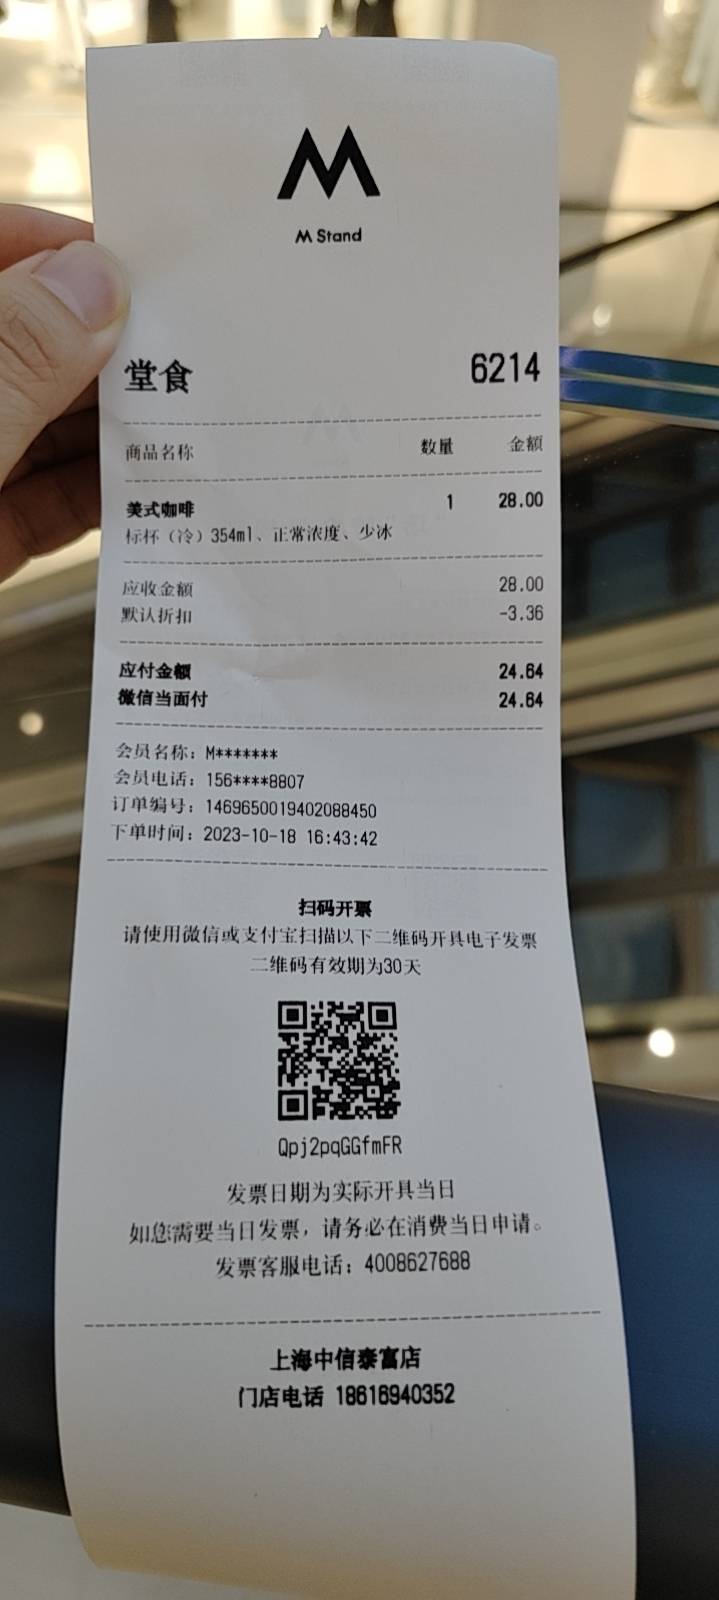 M Stand
堂食 6214
商品名称 数量 金额
美式咖啡 1 28.00
标杯（冷）354ml、正常浓度、少冰
应收金额 28.00
默认折扣 -3.36
应付金额 24.64
微信当面付 24.64
会员名称：M*******
会员电话：156****8807
订单编号：1469650019402088450
下单时间：2023-10-18 16:43:42
扫码开票
请使用微信或支付宝扫描以下二维码开具电子发票
二维码有效期为30天
Qpj2pqGGfmFR
发票日期为实际开具当日
如您需要当日发票，请务必在消费当日申请。
发票客服电话：4008627688
上海中信泰富店
门店电话 18616940352